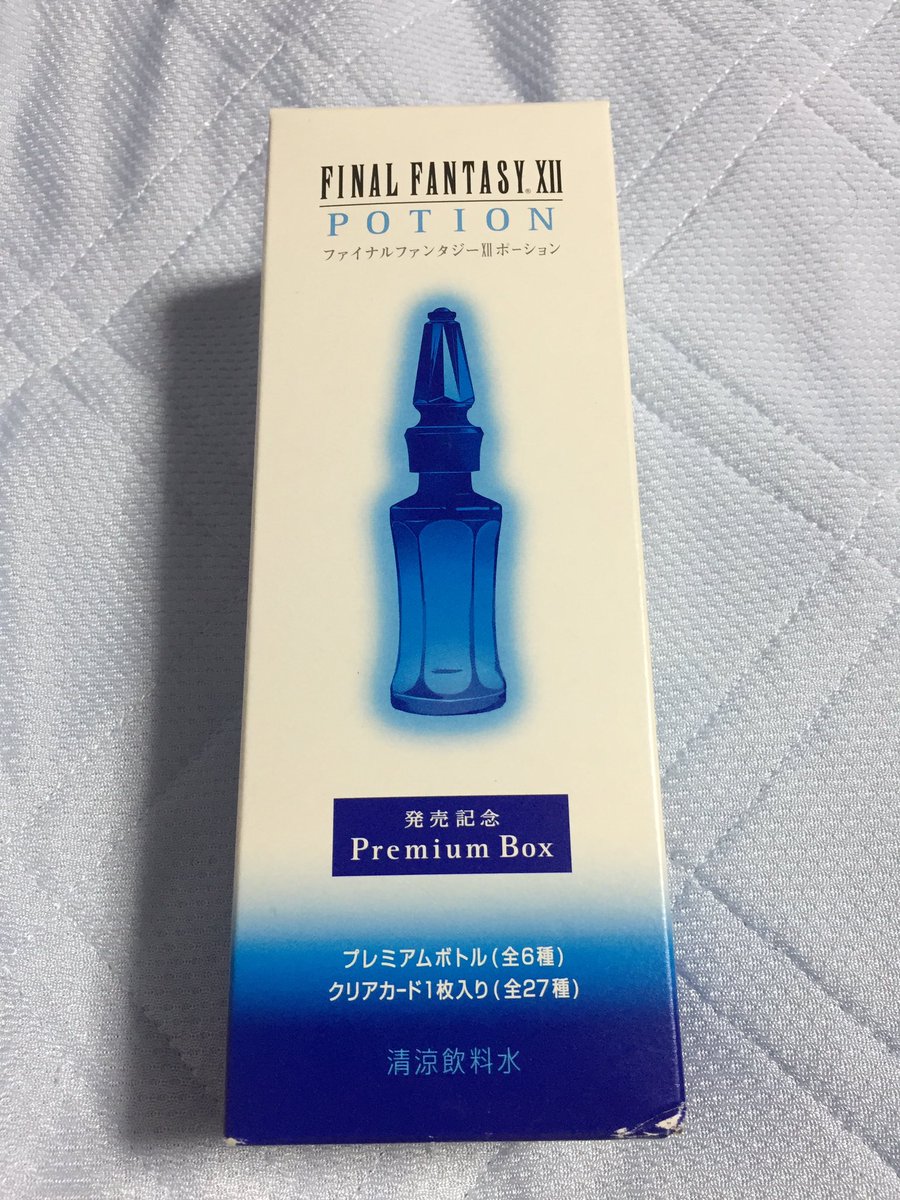 FINAL FANTASY® XII
POTION
ファイナルファンタジーXII ポーション
発売記念
Premium Box
プレミアムボトル(全6種)
クリアカード1枚入り(全27種)
清涼飲料水